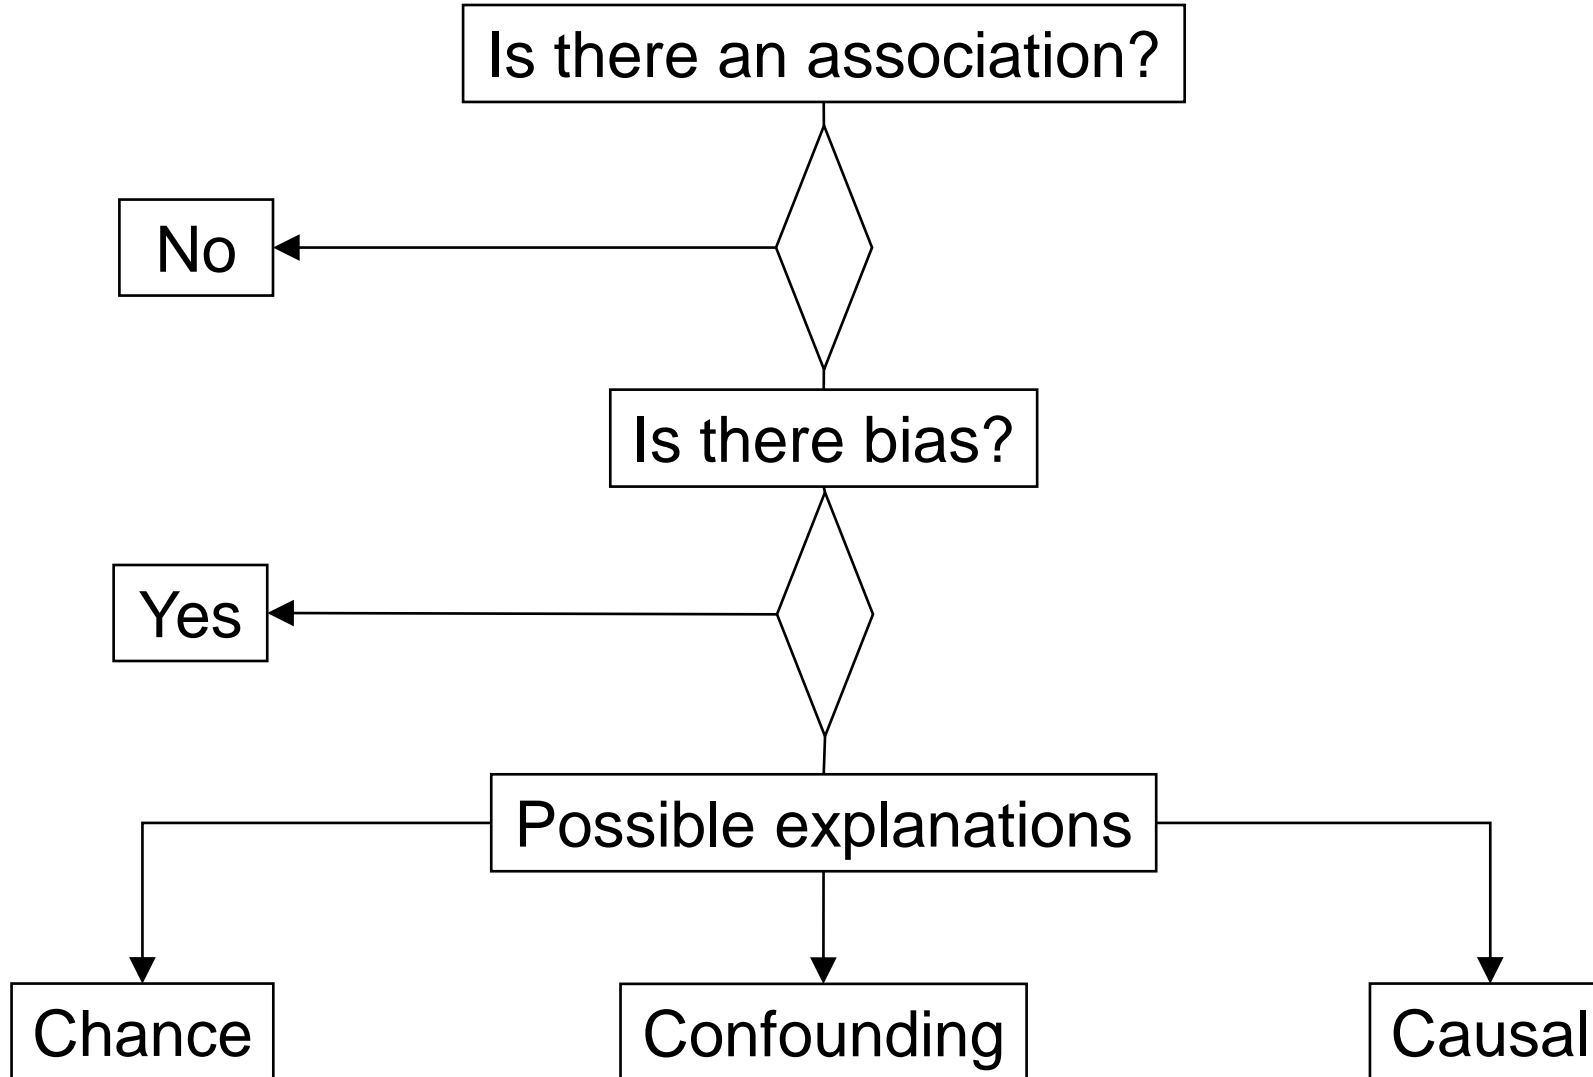 Is there an association?
No
Is there bias?
Yes
Possible explanations
Chance
Confounding
Causal